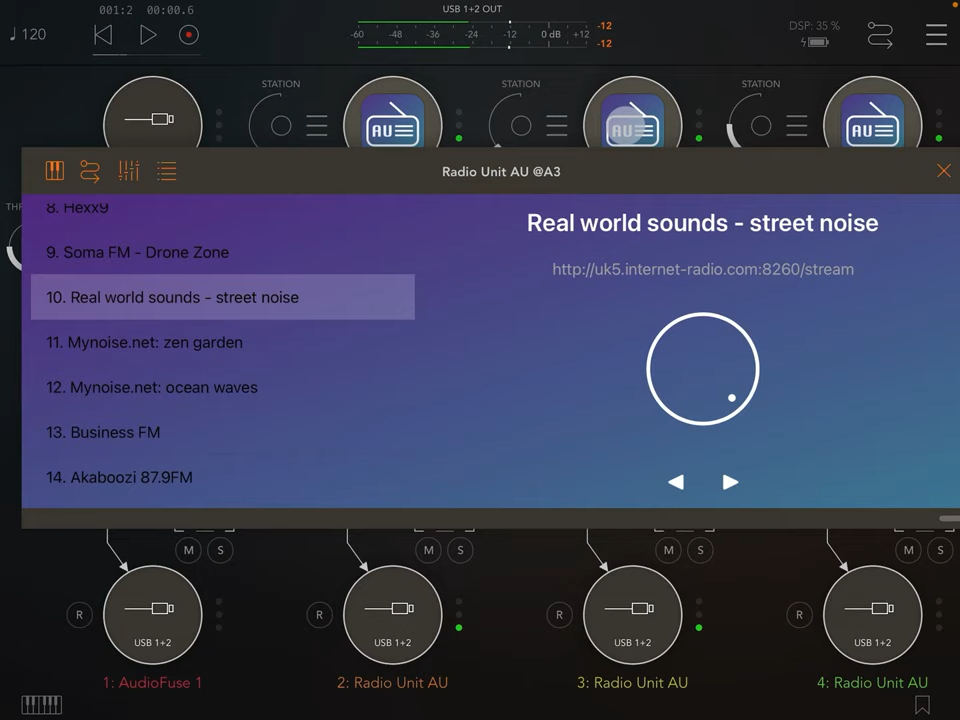 001:2 00:00.6
120
USB 1+2 OUT
-60 -48 -36 -24 -12 0 dB +12
-12
-12
DSP: 35 %
STATION
STATION
STATION
AU
AU
AU
Radio Unit AU @A3
THR
8. Hexx9
9. Soma FM - Drone Zone
10. Real world sounds - street noise
11. Mynoise.net: zen garden
12. Mynoise.net: ocean waves
13. Business FM
14. Akaboozi 87.9FM
Real world sounds - street noise
http://uk5.internet-radio.com:8260/stream
M S
M S
M S
M S
R
R
R
R
USB 1+2
USB 1+2
USB 1+2
USB 1+2
1: AudioFuse 1
2: Radio Unit AU
3: Radio Unit AU
4: Radio Unit AU